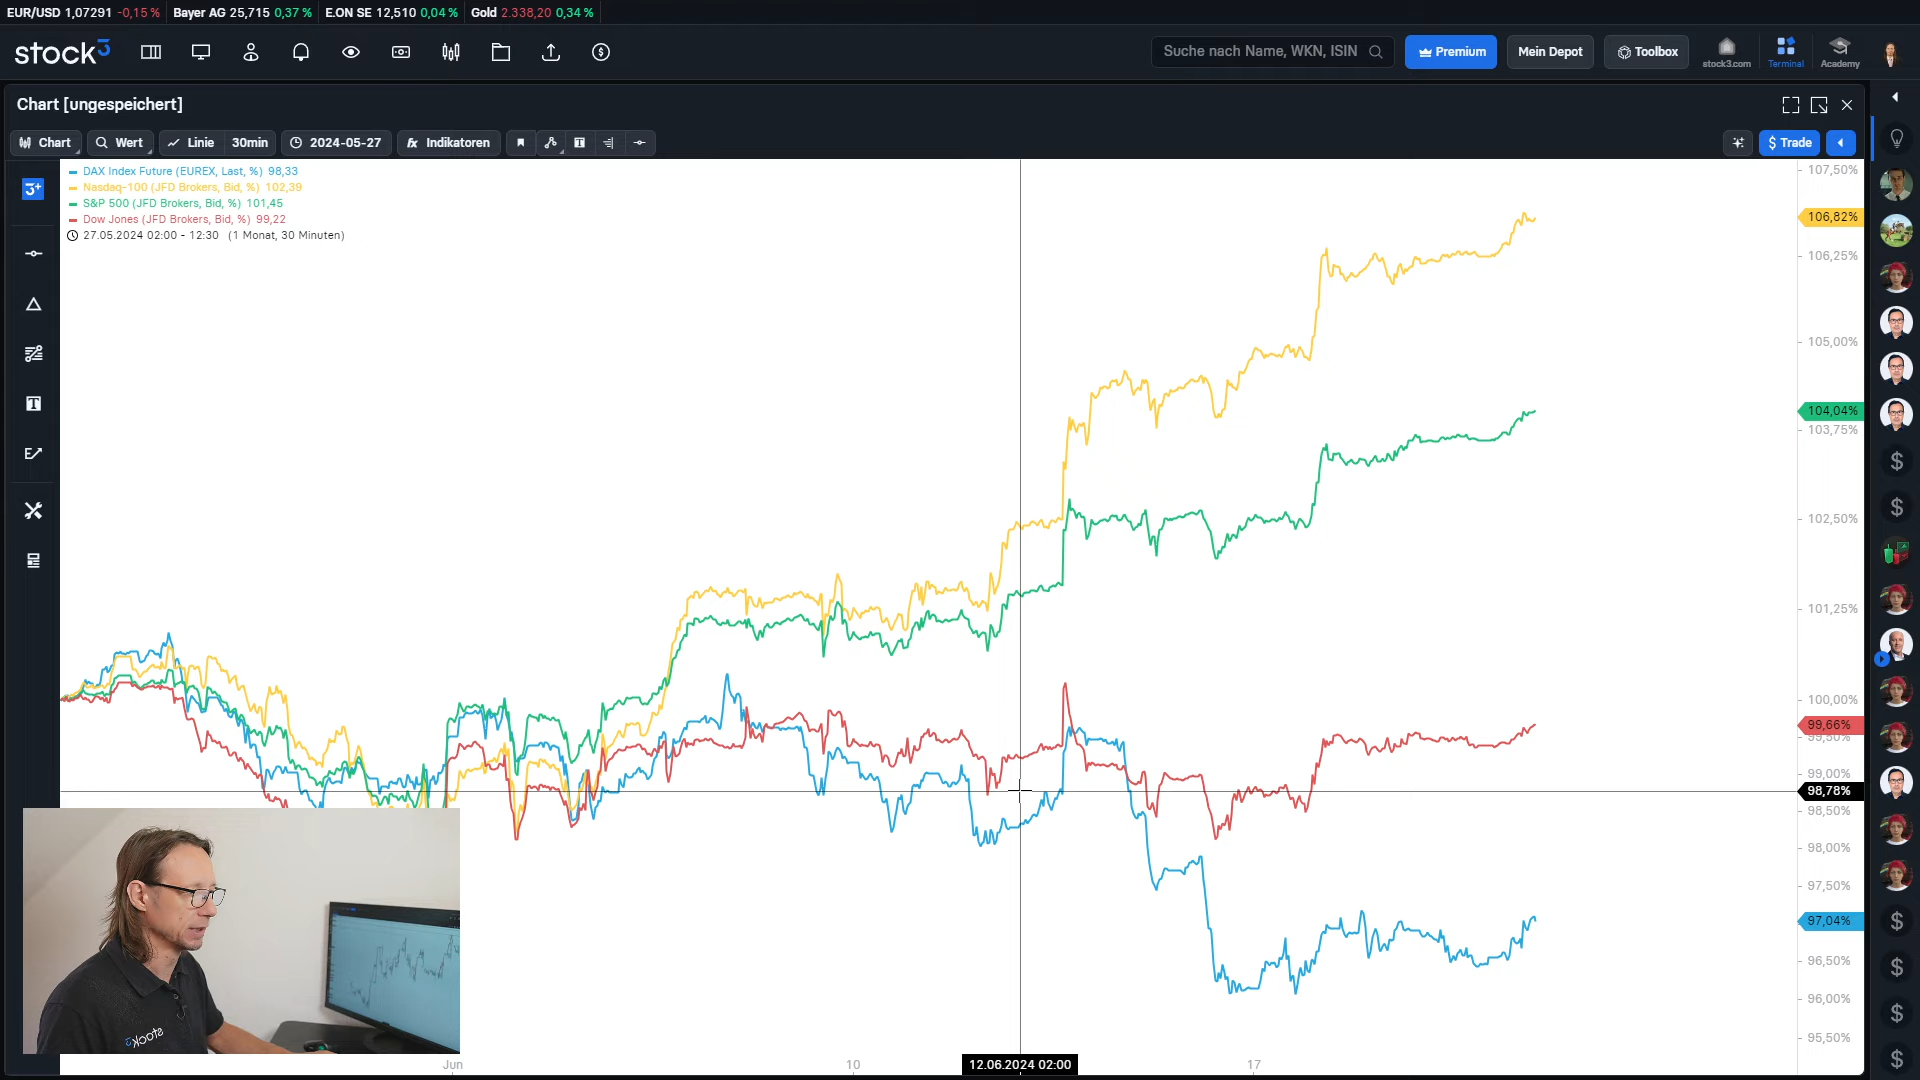 EUR/USD 1,07291 -0,15 % Bayer AG 25,715 0,37 % E.ON SE 12,510 0,04 % Gold 2.338,20 0,34 %
stock3
Suche nach Name, WKN, ISIN
Premium
Mein Depot
Toolbox
stock3.com
Terminal
Academy
Chart [ungespeichert]
Chart Wert Linie 30min 2024-05-27 fx Indikatoren
$ Trade
3+
DAX Index Future (EUREX, Last, %) 98,33
Nasdaq-100 (JFD Brokers, Bid, %) 102,39
S&P 500 (JFD Brokers, Bid, %) 101,45
Dow Jones (JFD Brokers, Bid, %) 99,22
27.05.2024 02:00 - 12:30 (1 Monat, 30 Minuten)
107,50%
106,82%
106,25%
105,00%
104,04%
103,75%
102,50%
101,25%
100,00%
99,66%
99,50%
99,00%
98,78%
98,50%
98,00%
97,50%
97,04%
96,50%
96,00%
95,50%
stock3
Jun
10
12.06.2024 02:00
17